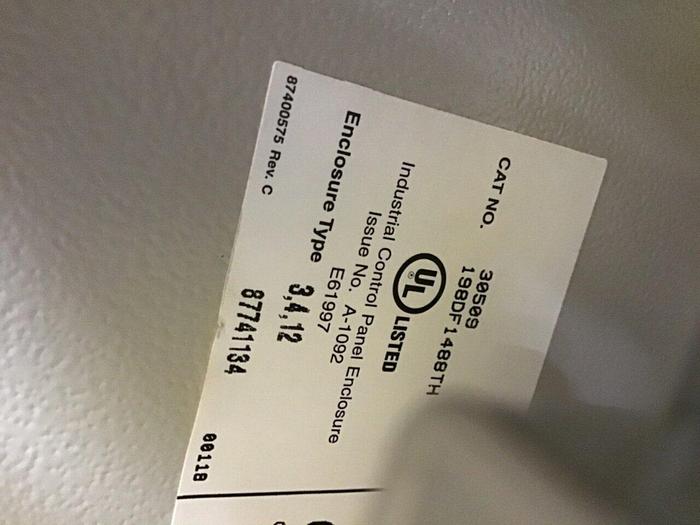 CAT NO. 30509
198DF1488TH
UL ® LISTED
Industrial Control Panel Enclosure
Issue No. A-1092
E61997
Enclosure Type 3,4,12
87741134
87400575 Rev. C
00118